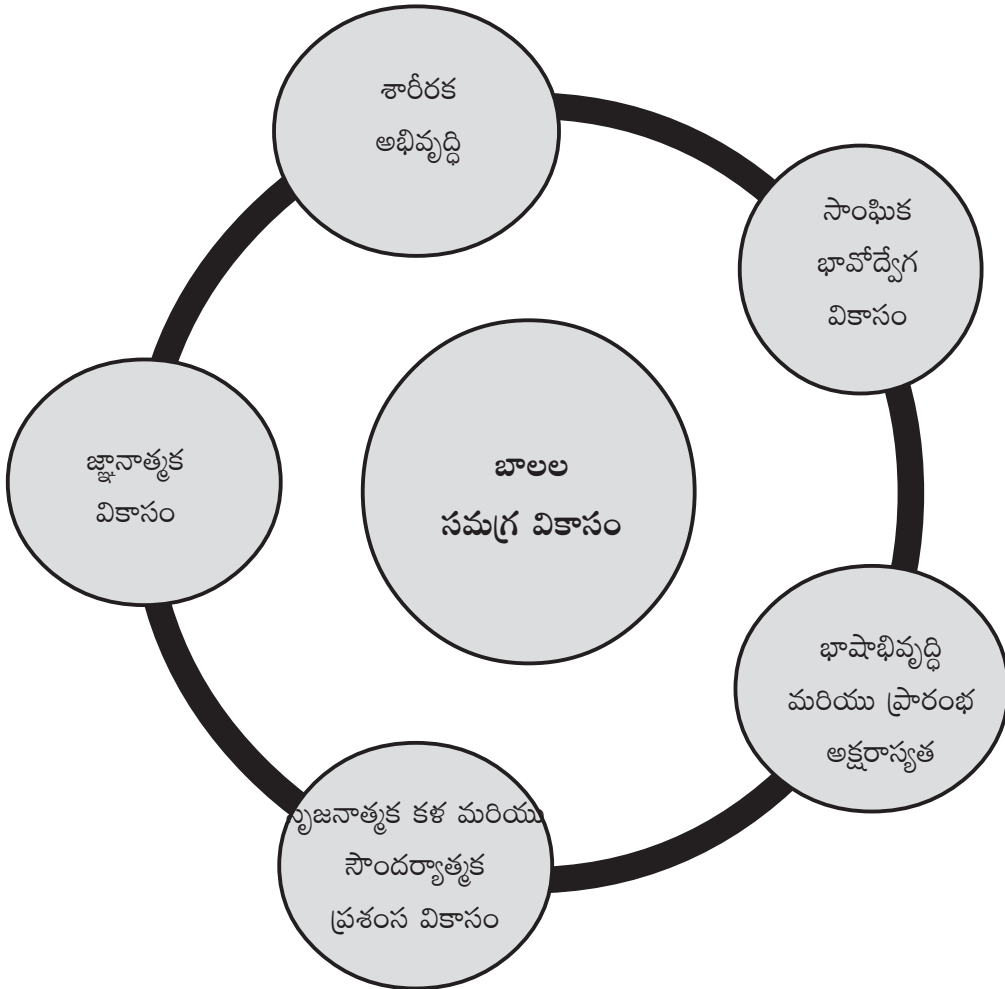 శారీరక
అభివృద్ధి
సాంఘిక
భావోద్వేగ
వికాసం
జ్ఞానాత్మక
వికాసం
బాలల
సమగ్ర వికాసం
భాషాభివృద్ధి
మరియు ప్రారంభ
అక్షరాస్యత
సృజనాత్మక కళ మరియు
సౌందర్యాత్మక
ప్రశంస వికాసం